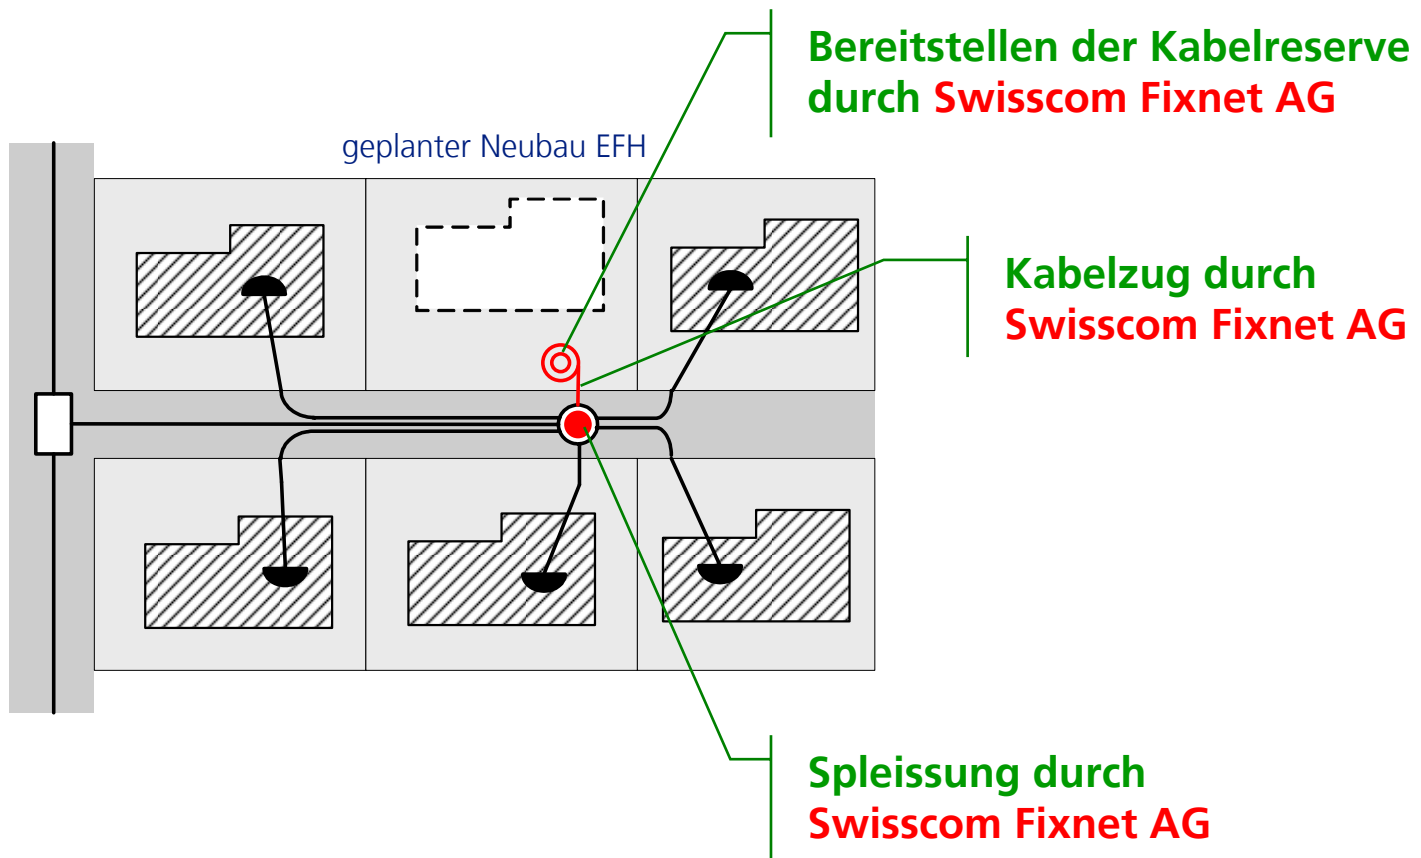 Bereitstellen der Kabelreserve
durch Swisscom Fixnet AG
geplanter Neubau EFH
Kabelzug durch
Swisscom Fixnet AG
Spleissung durch
Swisscom Fixnet AG